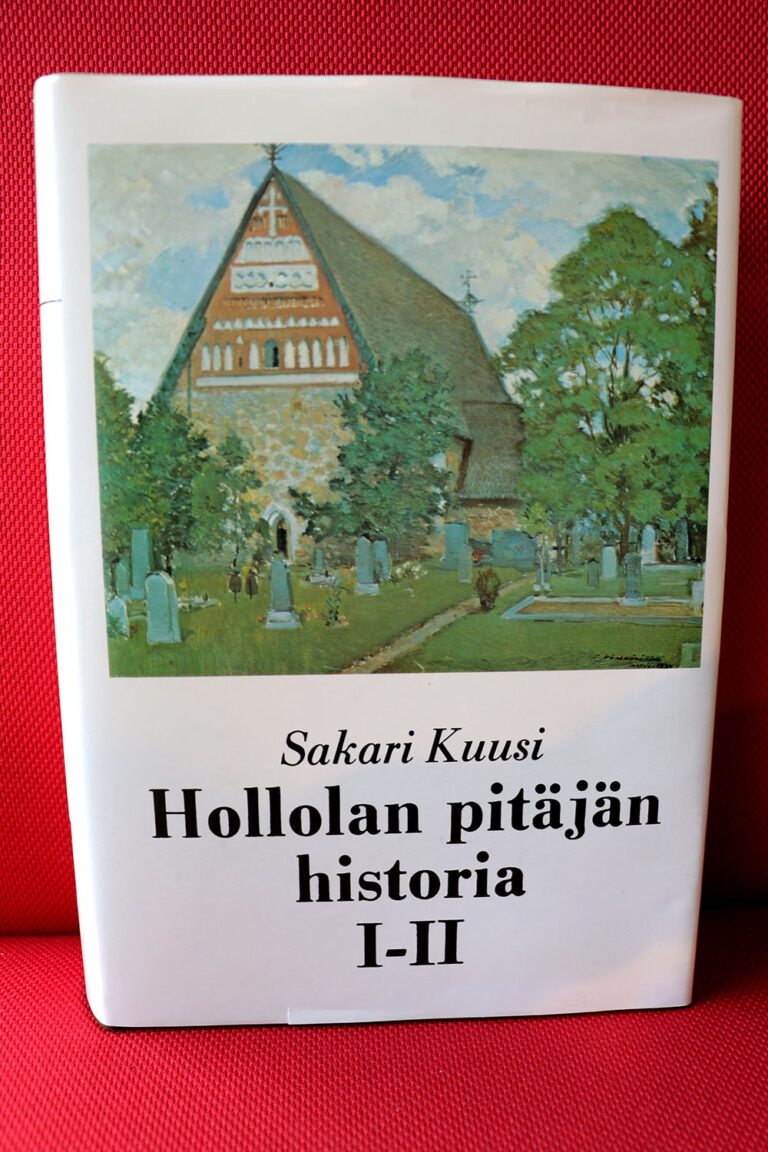 Sakari Kuusi
Hollolan pitäjän
historia
I-II